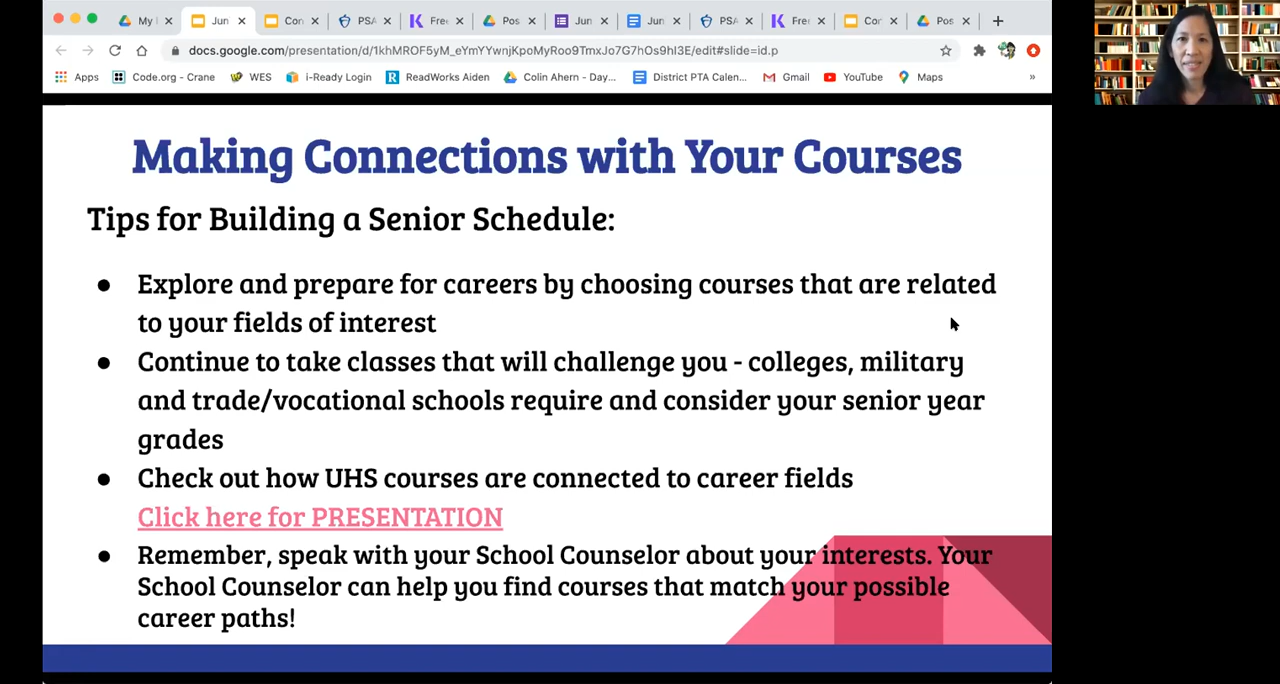 My I
Jun
Con
PSA
Free
Pos
Jun
Jun
PSA
Free
Con
Pos
docs.google.com/presentation/d/1khMROF5yM_eYmYYwnjKpoMyRoo9TmxJo7G7hOs9hI3E/edit#slide=id.p
Apps
Code.org - Crane
WES
i-Ready Login
ReadWorks Aiden
Colin Ahern - Day...
District PTA Calen...
Gmail
YouTube
Maps
»
Making Connections with Your Courses
Tips for Building a Senior Schedule:
● Explore and prepare for careers by choosing courses that are related
to your fields of interest
● Continue to take classes that will challenge you - colleges, military
and trade/vocational schools require and consider your senior year
grades
● Check out how UHS courses are connected to career fields
Click here for PRESENTATION
● Remember, speak with your School Counselor about your interests. Your
School Counselor can help you find courses that match your possible
career paths!